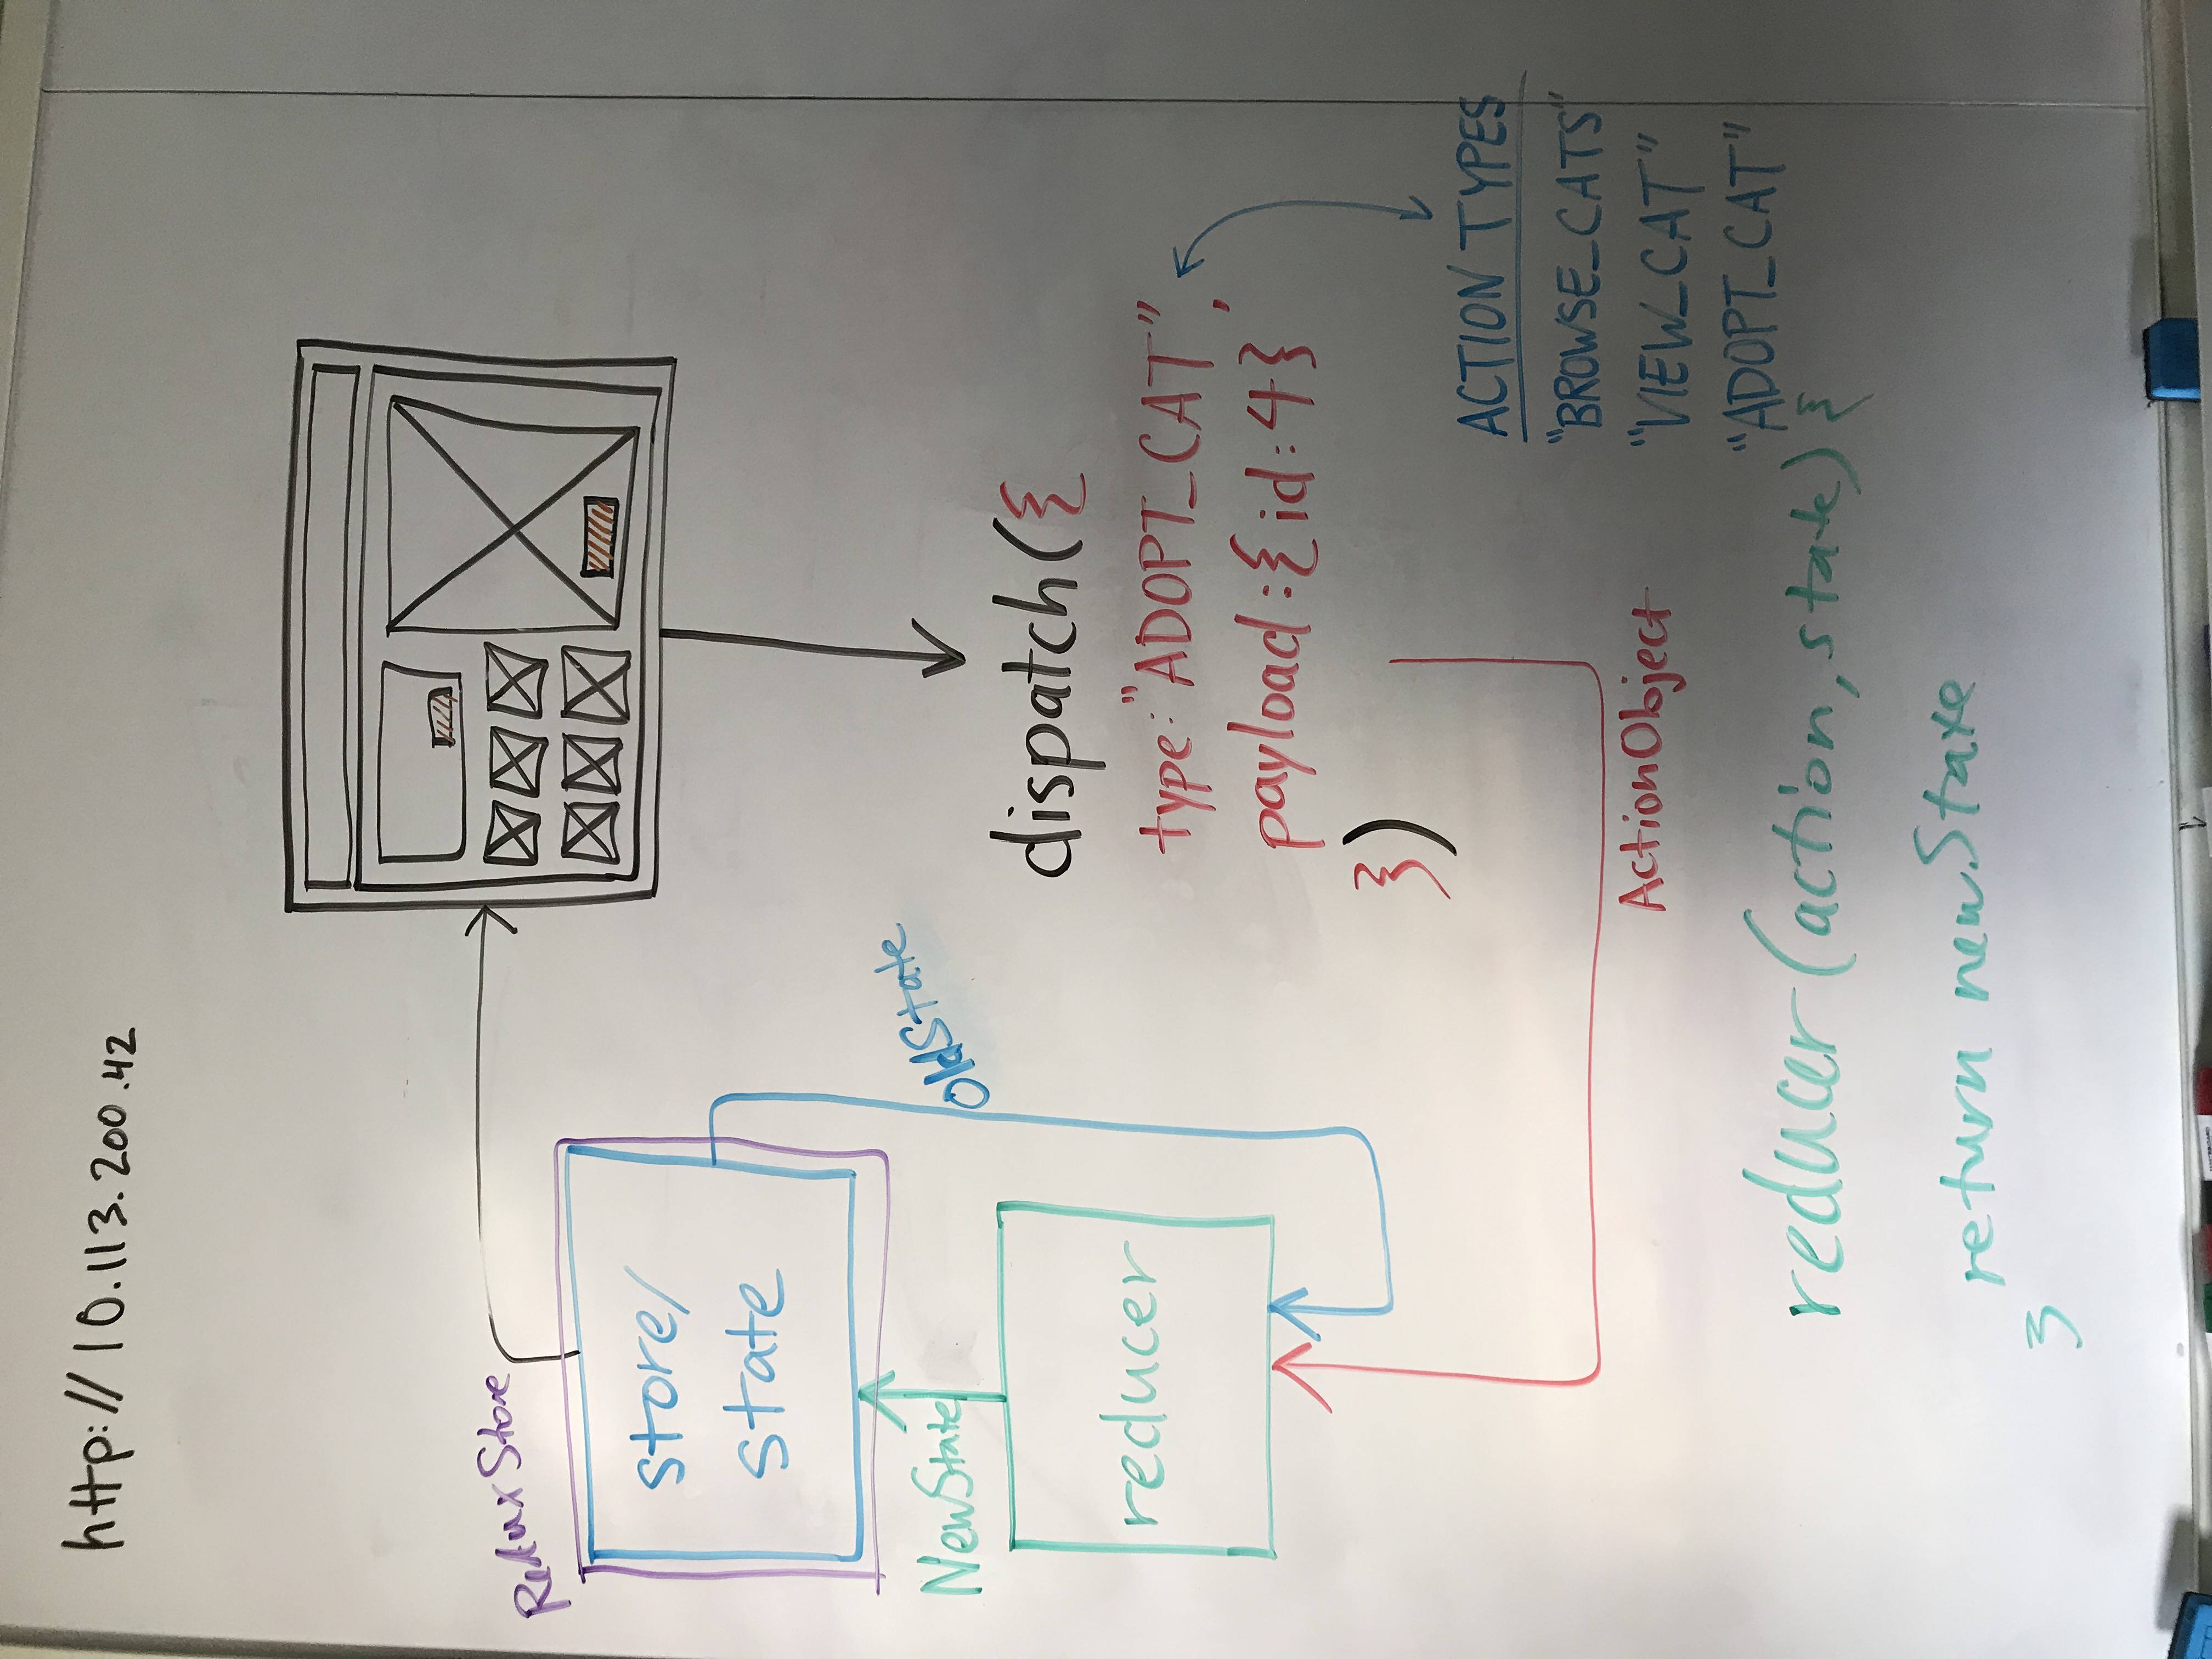 http://10.113.200.42
ReduxStore
store/
state
NewState
OldState
reducer
dispatch({
type:"ADOPT_CAT",
payload:{id:4}
})
ACTION TYPES
"BROWSE_CATS"
"VIEW_CAT"
"ADOPT_CAT"
ActionObject
reducer(action,state){
return newState
}